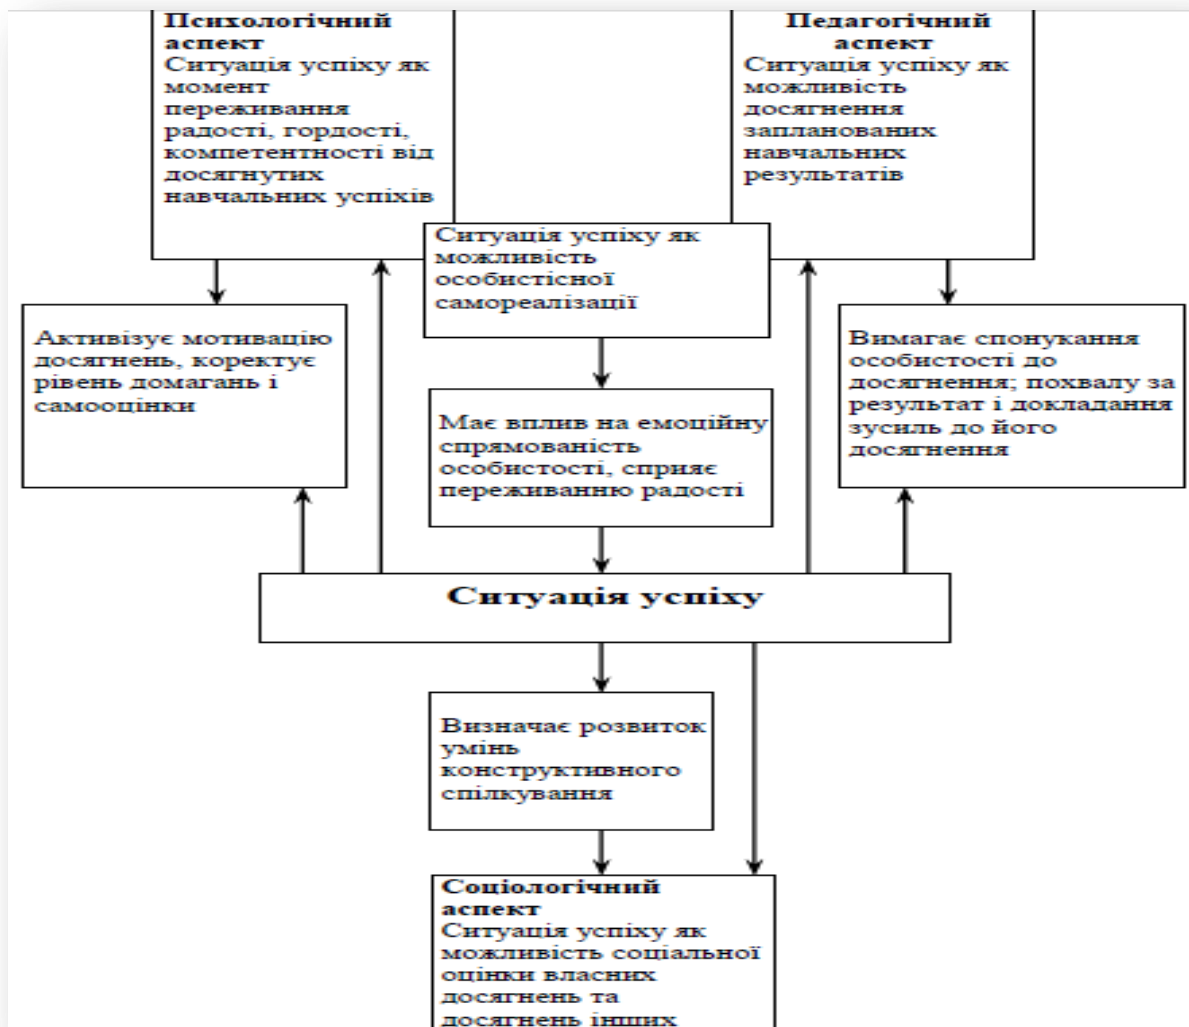 Психологічний
аспект
Ситуація успіху як
момент
переживання
радості, гордості,
компетентності від
досягнутих
навчальних успіхів
Педагогічний
аспект
Ситуація успіху як
можливість
досягнення
запланованих
навчальних
результатів
Ситуація успіху як
можливість
особистісної
самореалізації
Активізує мотивацію
досягнень, коректує
рівень домагань і
самооцінки
Має вплив на емоційну
спрямованість
особистості, сприяє
переживанню радості
Вимагає спонукання
особистості до
досягнення; похвалу за
результат і докладання
зусиль до його
досягнення
Ситуація успіху
Визначає розвиток
умінь
конструктивного
спілкування
Соціологічний
аспект
Ситуація успіху як
можливість соціальної
оцінки власних
досягнень та
досягнень інших